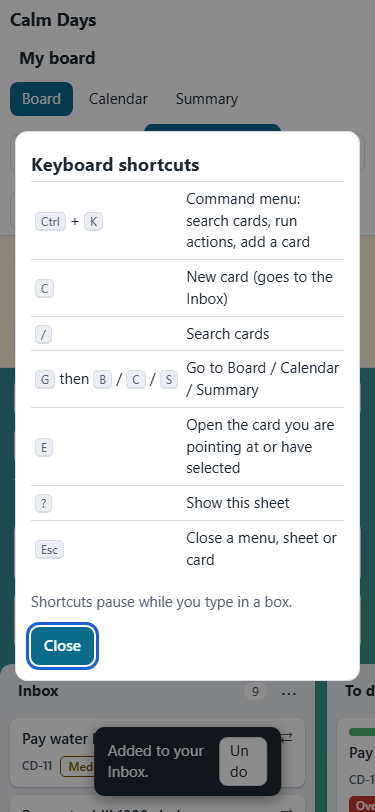 Calm Days
My board
Board Calendar Summary
Keyboard shortcuts
Ctrl + K
Command menu:
search cards, run
actions, add a card
C
New card (goes to the
Inbox)
/
Search cards
G then B / C / S
Go to Board / Calendar
/ Summary
E
Open the card you are
pointing at or have
selected
?
Show this sheet
Esc
Close a menu, sheet or
card
Shortcuts pause while you type in a box.
Close
Inbox 9 ...
To d
Pay water
CD-11
Pay
Added to your
Inbox.
Un
do